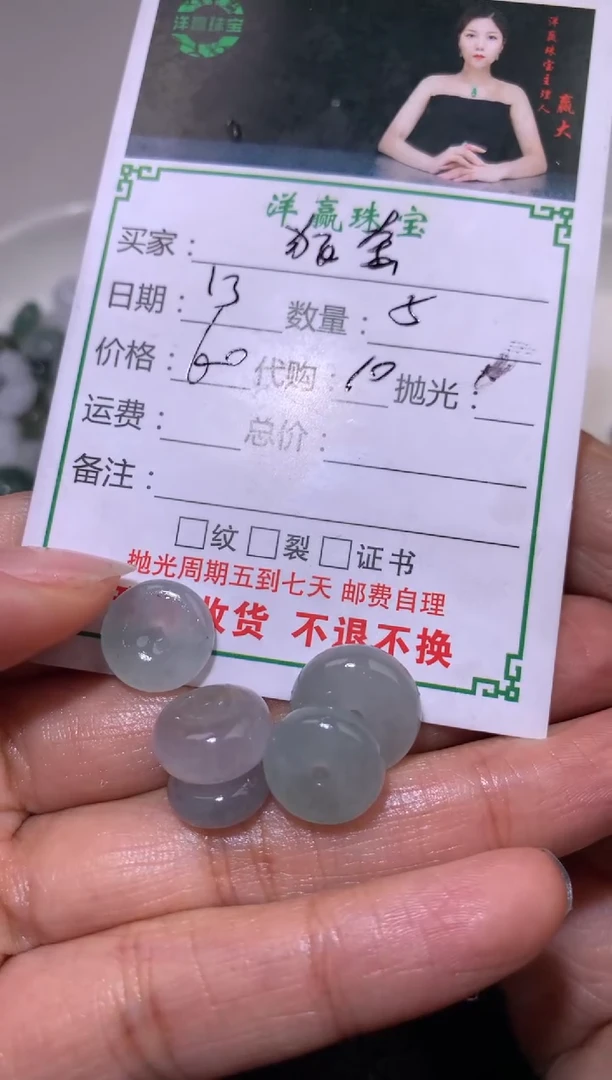 洋赢珠宝
洋赢珠宝主理人
赢大
洋赢珠宝
买家：
日期：13 数量：5
价格：60 代购：10 抛光：
运费： 总价：
备注：
□纹 □裂 □证书
抛光周期五到七天 邮费自理
收货 不退不换